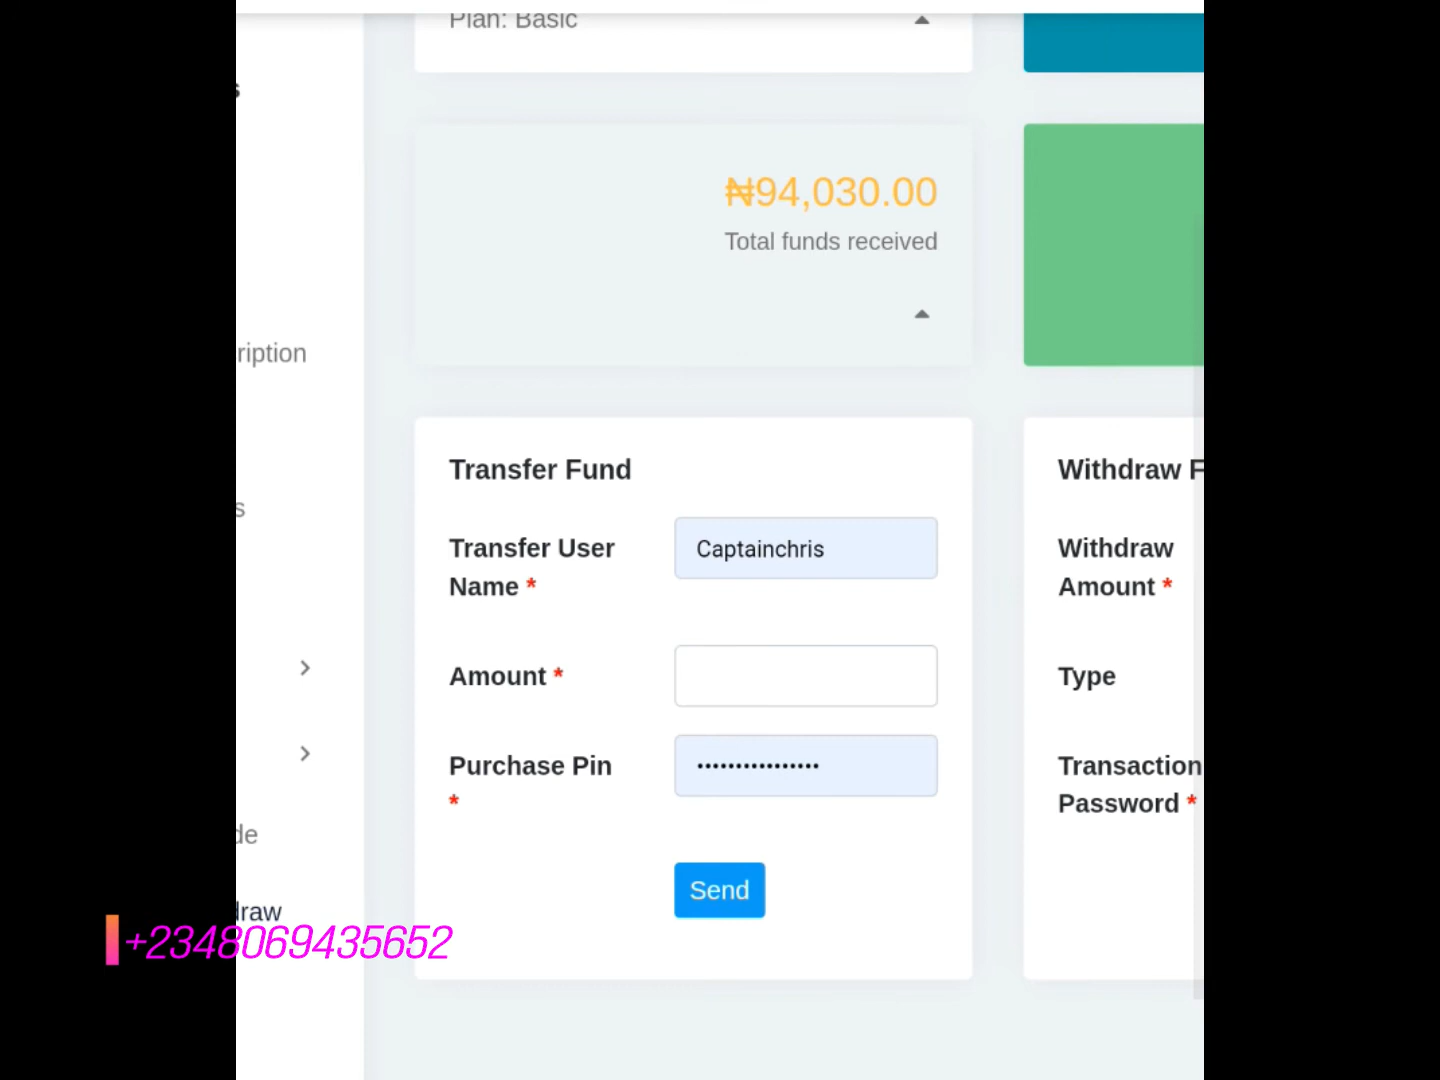 Plan: Basic
s
₦94,030.00
Total funds received
ription
Transfer Fund
Withdraw F
s
Transfer User
Name *
Captainchris
Withdraw
Amount *
Amount *
Type
Purchase Pin
*
••••••••••••••••
Transaction
Password *
de
Send
draw
+2348069435652